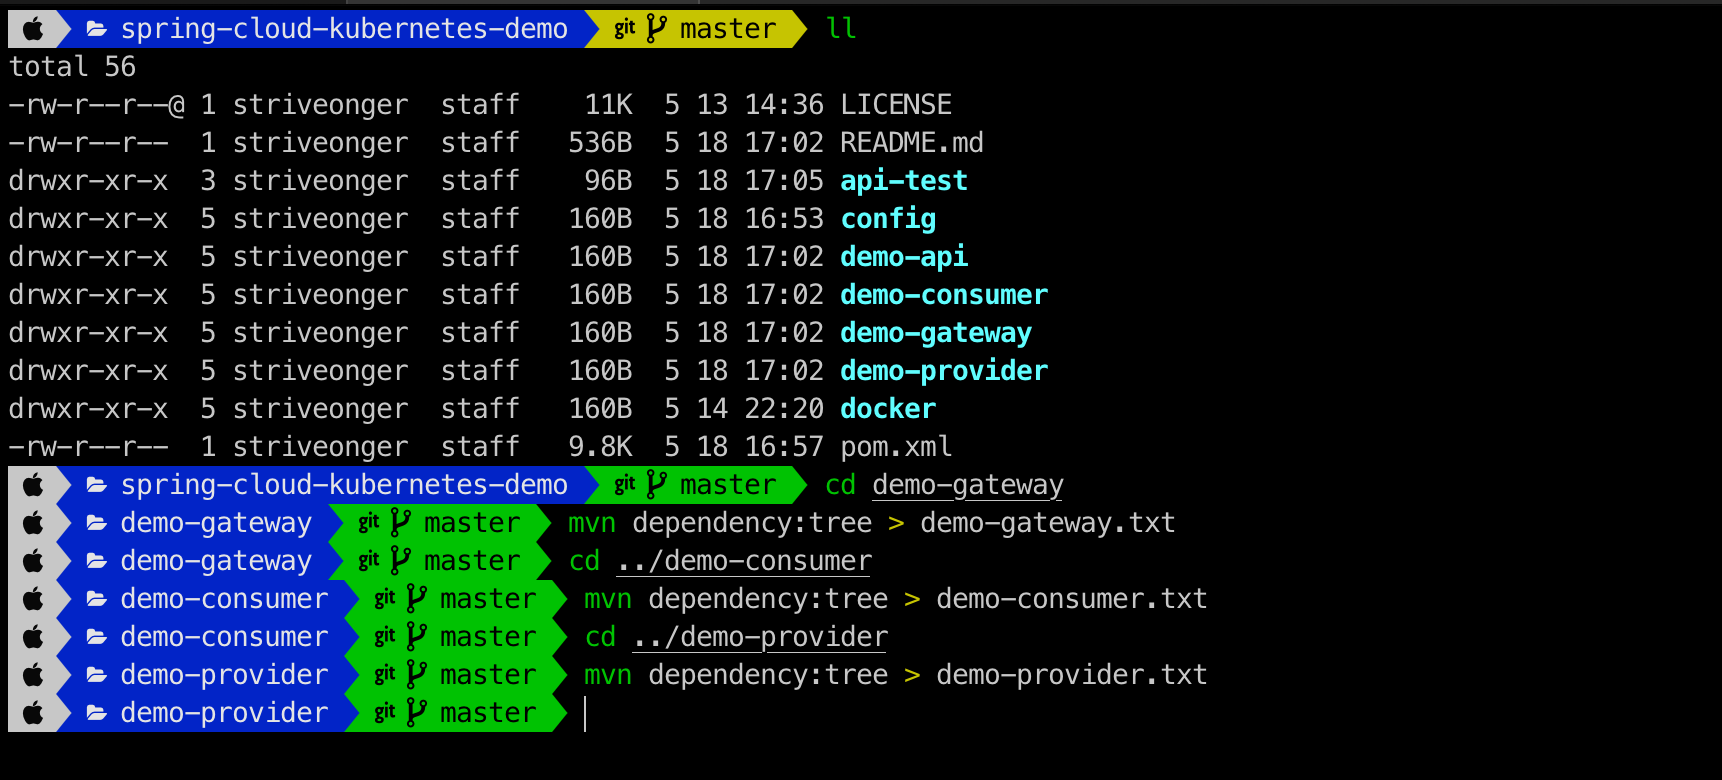 spring-cloud-kubernetes-demo git master ll
total 56
-rw-r--r--@ 1 striveonger  staff    11K  5 13 14:36 LICENSE
-rw-r--r--  1 striveonger  staff   536B  5 18 17:02 README.md
drwxr-xr-x  3 striveonger  staff    96B  5 18 17:05 api-test
drwxr-xr-x  5 striveonger  staff   160B  5 18 16:53 config
drwxr-xr-x  5 striveonger  staff   160B  5 18 17:02 demo-api
drwxr-xr-x  5 striveonger  staff   160B  5 18 17:02 demo-consumer
drwxr-xr-x  5 striveonger  staff   160B  5 18 17:02 demo-gateway
drwxr-xr-x  5 striveonger  staff   160B  5 18 17:02 demo-provider
drwxr-xr-x  5 striveonger  staff   160B  5 14 22:20 docker
-rw-r--r--  1 striveonger  staff   9.8K  5 18 16:57 pom.xml
spring-cloud-kubernetes-demo git master cd demo-gateway
demo-gateway git master mvn dependency:tree > demo-gateway.txt
demo-gateway git master cd ../demo-consumer
demo-consumer git master mvn dependency:tree > demo-consumer.txt
demo-consumer git master cd ../demo-provider
demo-provider git master mvn dependency:tree > demo-provider.txt
demo-provider git master